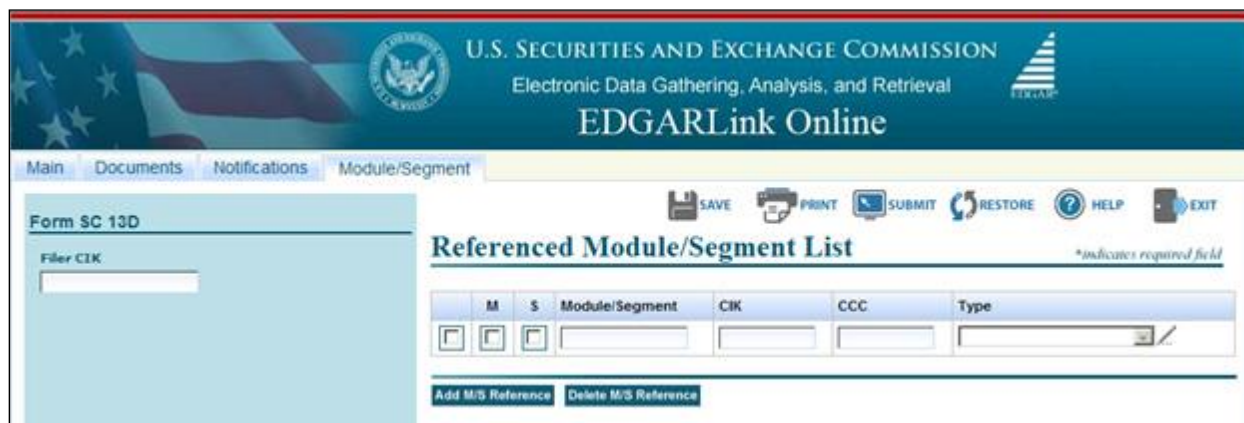 U.S. SECURITIES AND EXCHANGE COMMISSION
Electronic Data Gathering, Analysis, and Retrieval
EDGAR®
EDGARLink Online
Main Documents Notifications Module/Segment
SAVE PRINT SUBMIT RESTORE HELP EXIT
Form SC 13D
Filer CIK
Referenced Module/Segment List
*indicates required field
M S Module/Segment CIK CCC Type
Add M/S Reference Delete M/S Reference